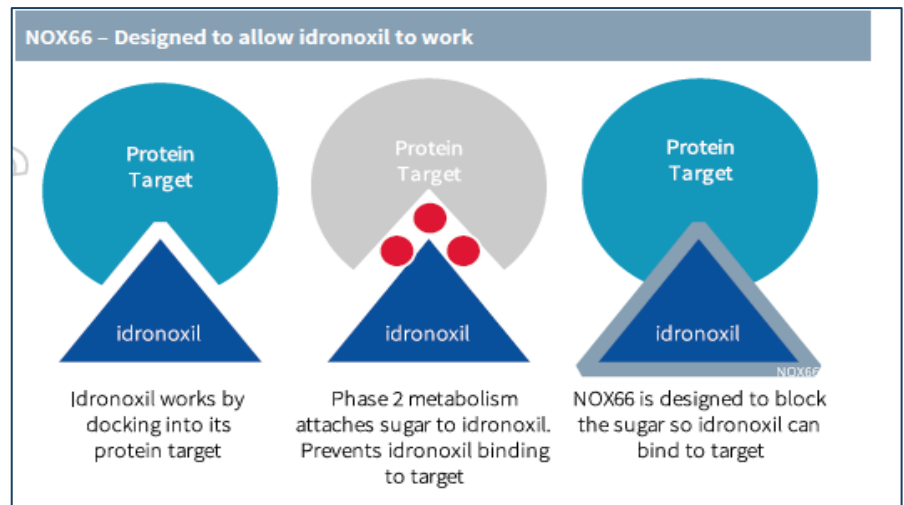 NOX66 – Designed to allow idronoxil to work
Protein
Target
idronoxil
Idronoxil works by
docking into its
protein target
Protein
Target
idronoxil
Phase 2 metabolism
attaches sugar to idronoxil.
Prevents idronoxil binding
to target
Protein
Target
idronoxil
NOX66
NOX66 is designed to block
the sugar so idronoxil can
bind to target